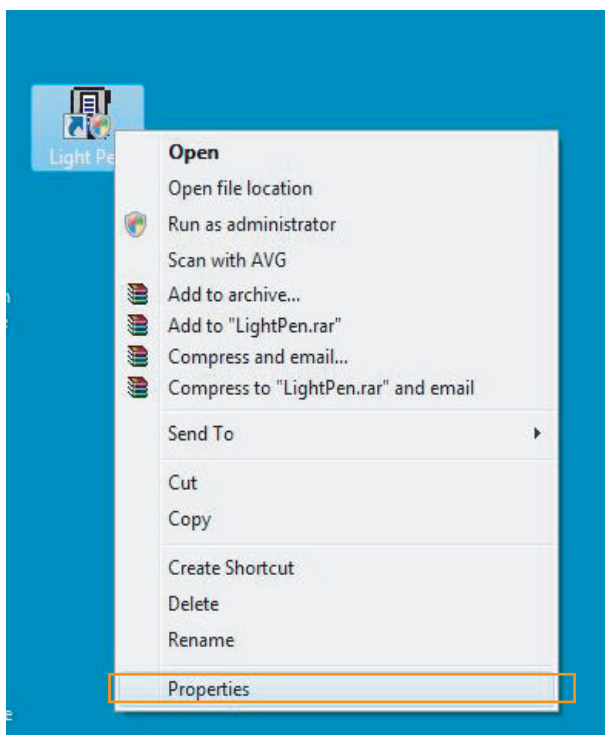 Light Pe
Open
Open file location
Run as administrator
Scan with AVG
Add to archive...
Add to "LightPen.rar"
Compress and email...
Compress to "LightPen.rar" and email
Send To
Cut
Copy
Create Shortcut
Delete
Rename
Properties